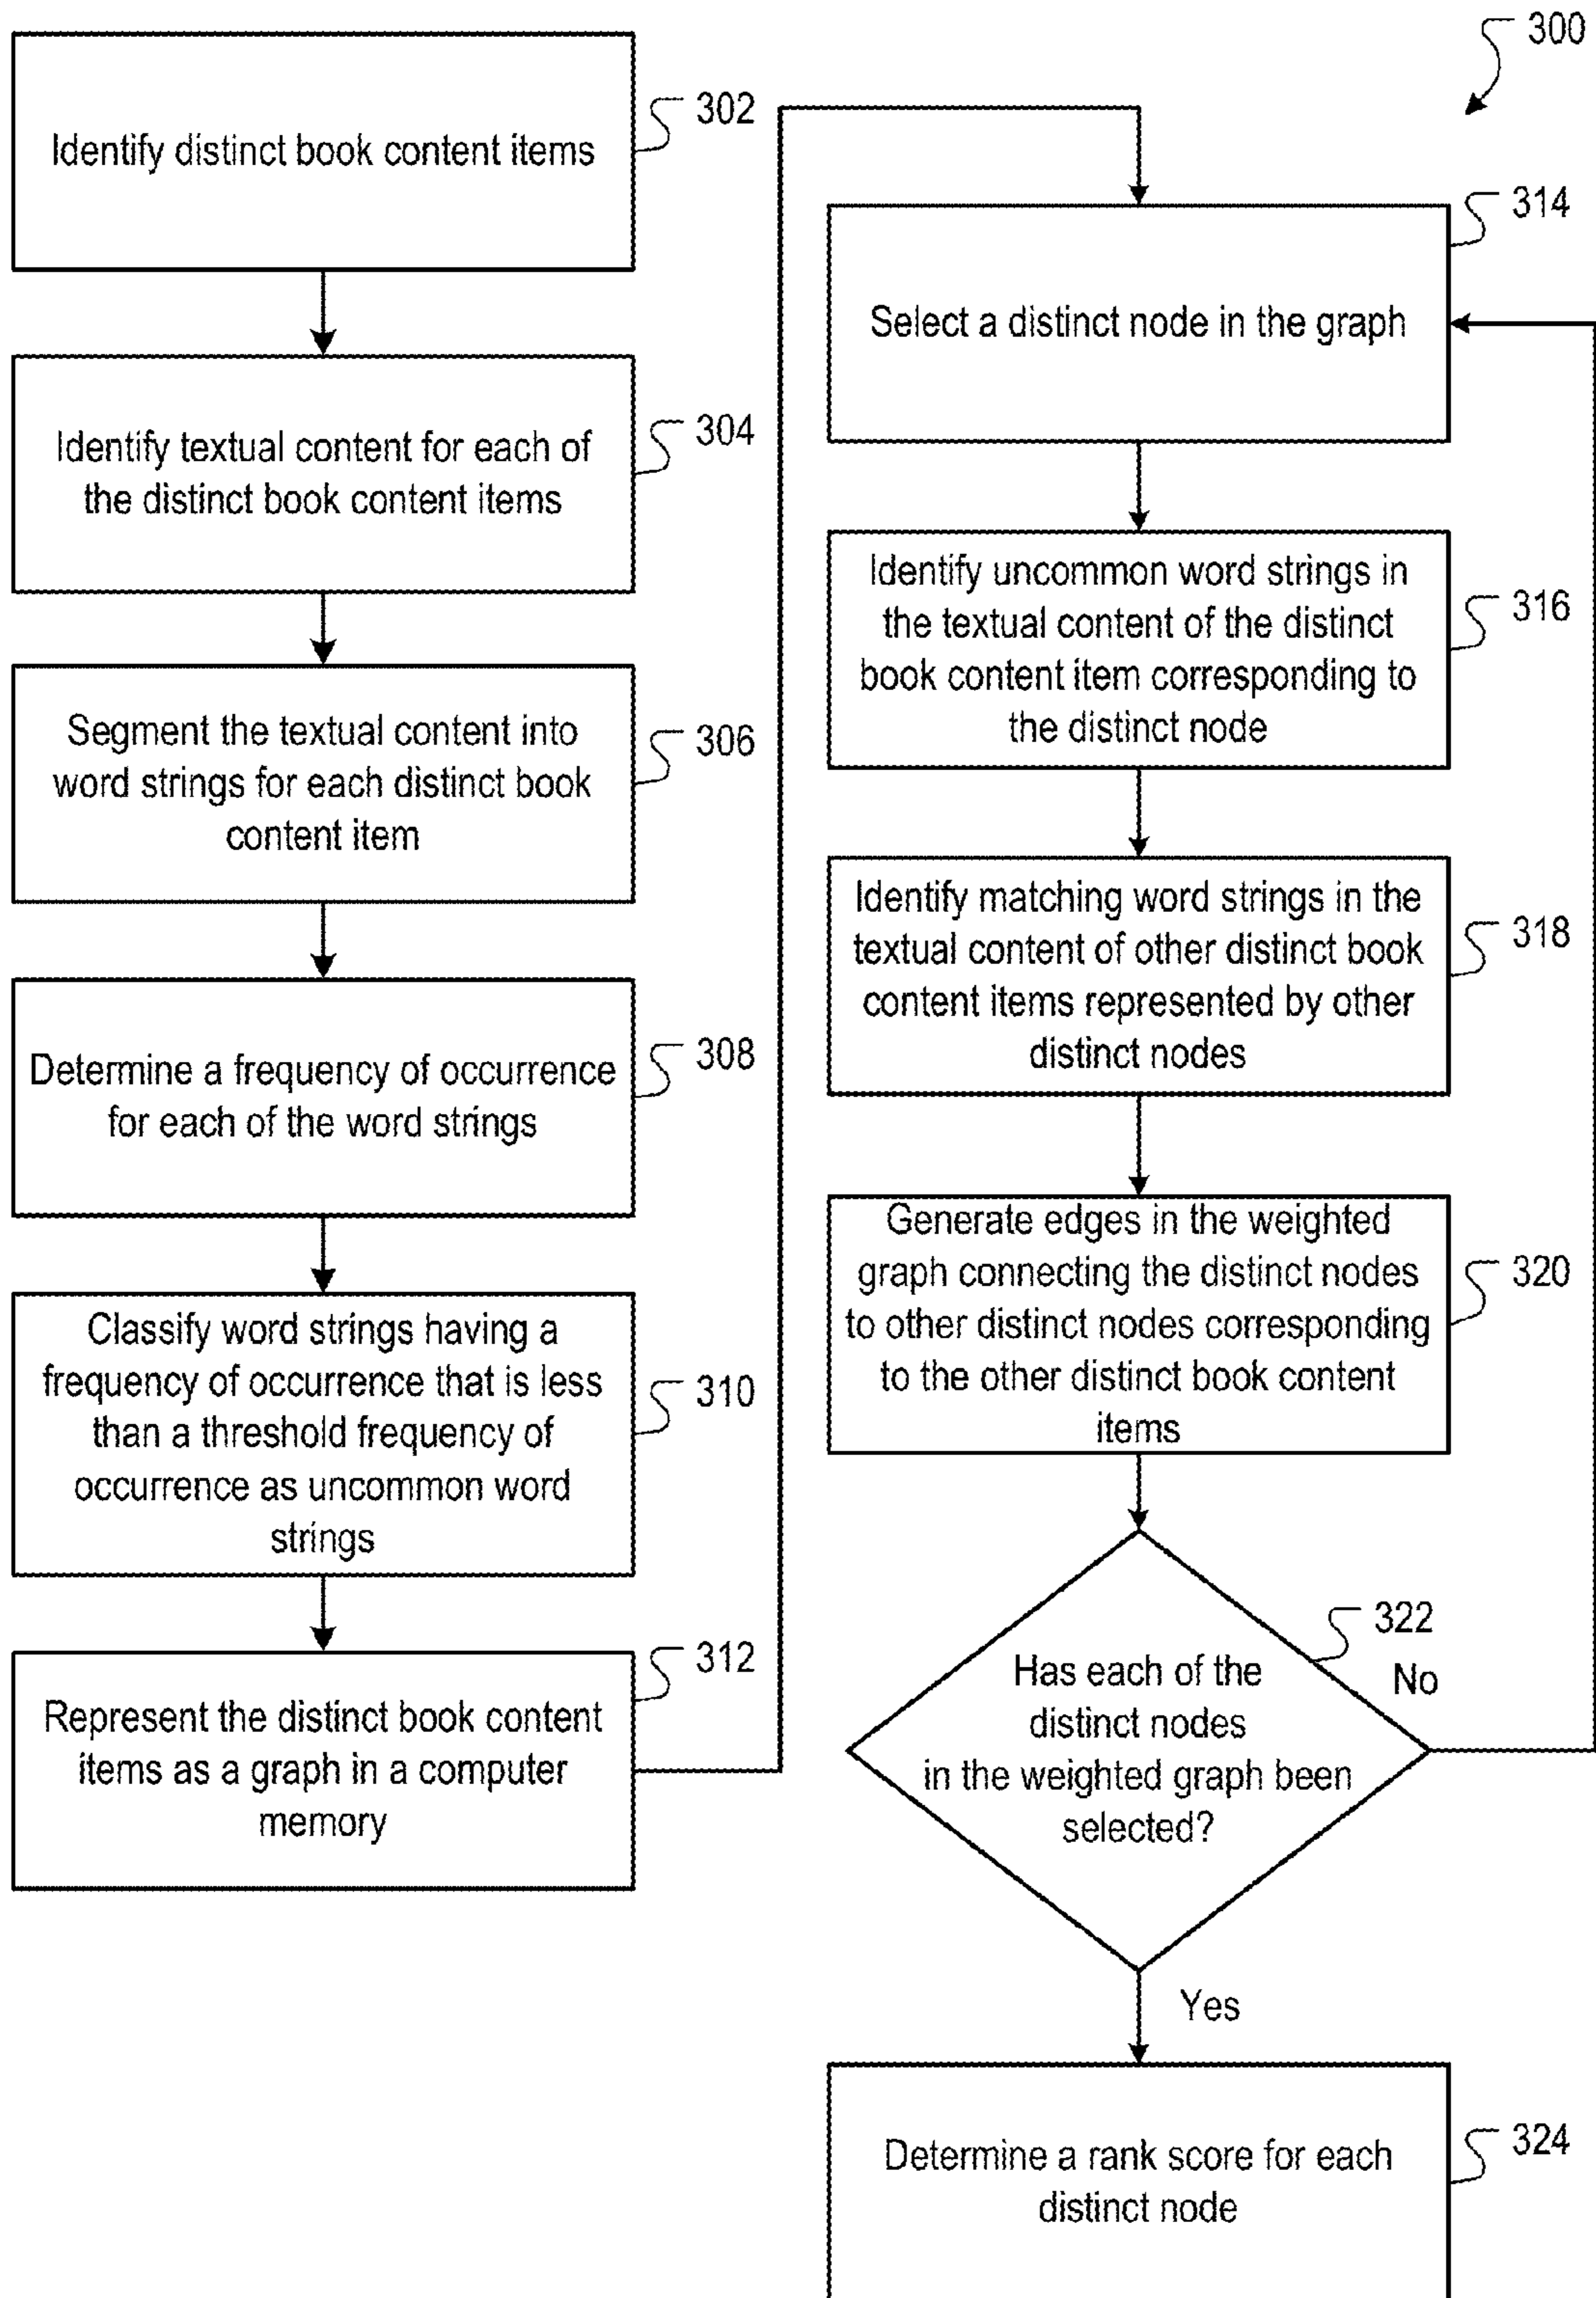 300
Identify distinct book content items
302
Identify textual content for each of
the distinct book content items
304
Segment the textual content into
word strings for each distinct book
content item
306
Determine a frequency of occurrence
for each of the word strings
308
Classify word strings having a
frequency of occurrence that is less
than a threshold frequency of
occurrence as uncommon word
strings
310
Represent the distinct book content
items as a graph in a computer
memory
312
Select a distinct node in the graph
314
Identify uncommon word strings in
the textual content of the distinct
book content item corresponding to
the distinct node
316
Identify matching word strings in the
textual content of other distinct book
content items represented by other
distinct nodes
318
Generate edges in the weighted
graph connecting the distinct nodes
to other distinct nodes corresponding
to the other distinct book content
items
320
Has each of the
distinct nodes
in the weighted graph been
selected?
322
No
Yes
Determine a rank score for each
distinct node
324